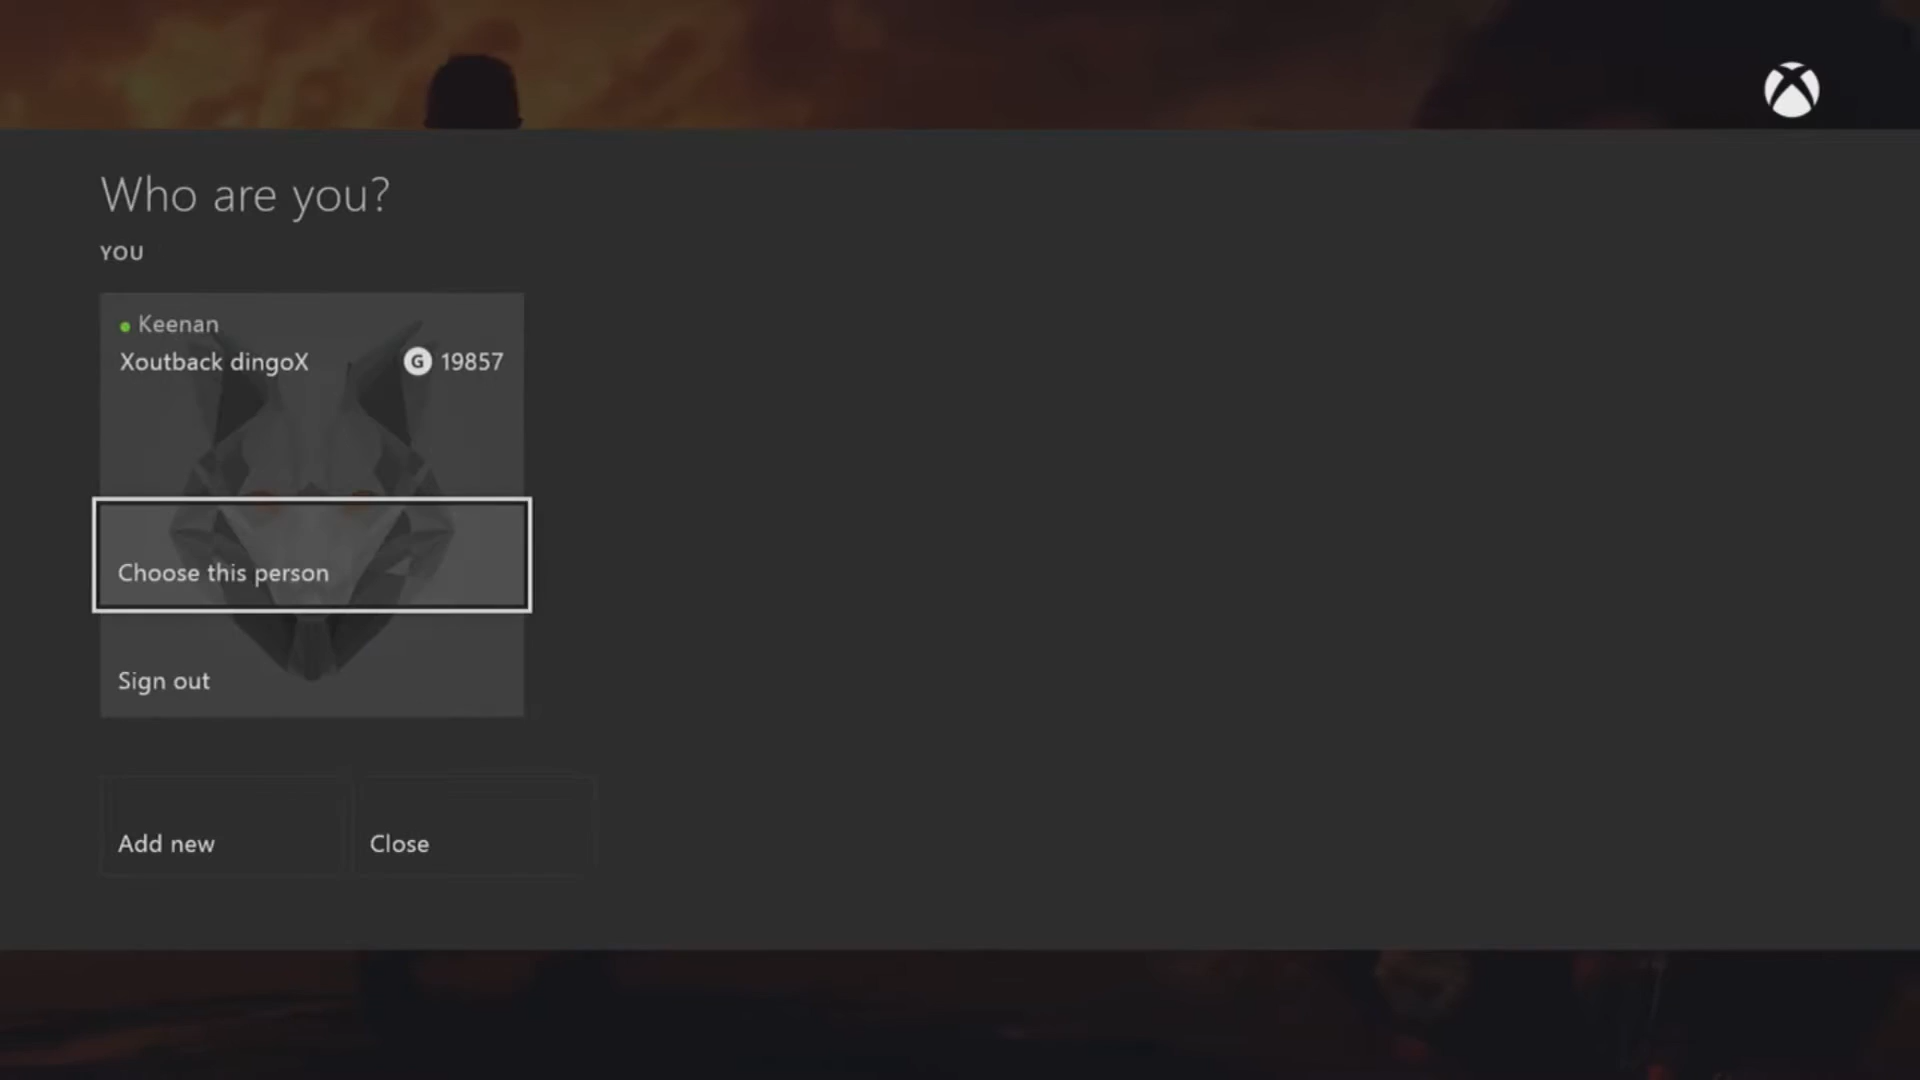 Who are you?
YOU
Keenan
Xoutback dingoX G 19857
Choose this person
Sign out
Add new
Close